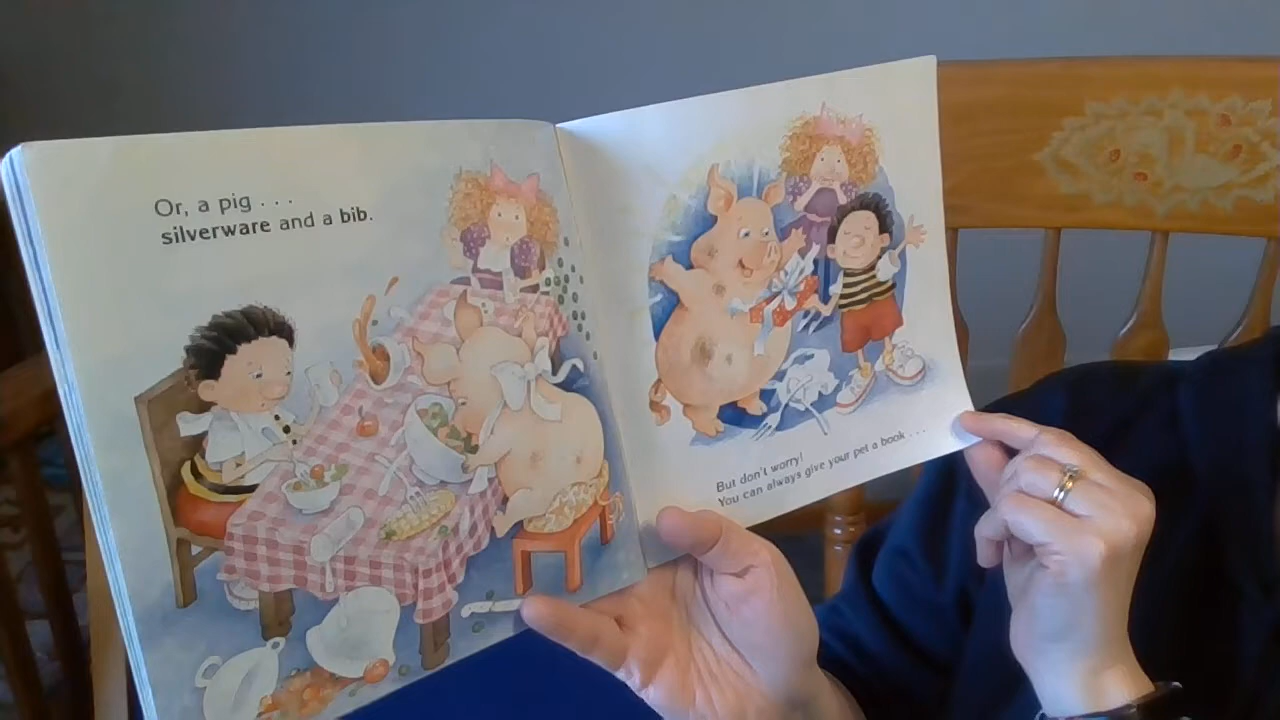 Or, a pig . . .
silverware and a bib.
But don't worry!
You can always give your pet a book . . .